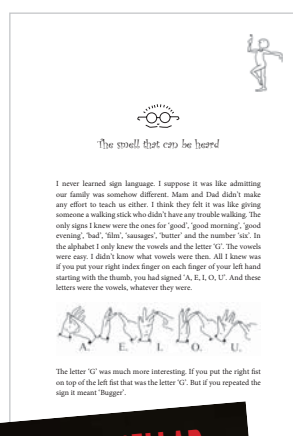 The smell that can be heard
I never learned sign language. I suppose it was like admitting
our family was somehow different. Mam and Dad didn't make
any effort to teach us either. I think they felt it was like giving
someone a walking stick who didn't have any trouble walking. The
only signs I knew were the ones for 'good', 'good morning', 'good
evening', 'bad', 'film', 'sausages', 'butter' and the number 'six'. In
the alphabet I only knew the vowels and the letter 'G'. The vowels
were easy. I didn't know what vowels were then. All I knew was
if you put your right index finger on each finger of your left hand
starting with the thumb, you had signed 'A, E, I, O, U'. And these
letters were the vowels, whatever they were.
A. E. I. O. U.
The letter 'G' was much more interesting. If you put the right fist
on top of the left fist that was the letter 'G'. But if you repeated the
sign it meant 'Bugger'.